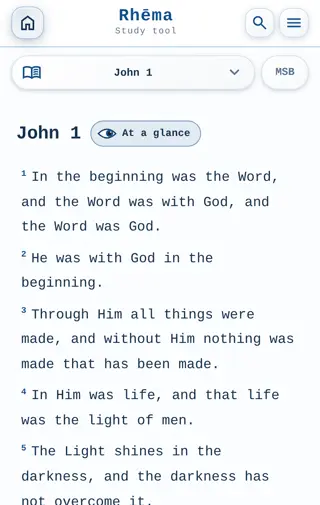 Rhēma
Study tool
John 1
MSB
John 1
At a glance
1 In the beginning was the Word,
and the Word was with God, and
the Word was God.
2 He was with God in the
beginning.
3 Through Him all things were
made, and without Him nothing was
made that has been made.
4 In Him was life, and that life
was the light of men.
5 The Light shines in the
darkness, and the darkness has
not overcome it.